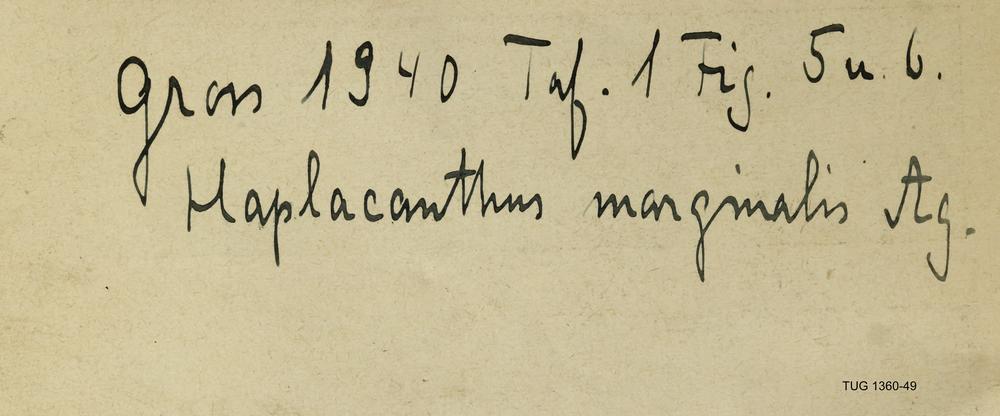 Gross 1940 Taf. 1 Fig. 5 u. 6.
Haplacanthus marginalis Ag.
TUG 1360-49